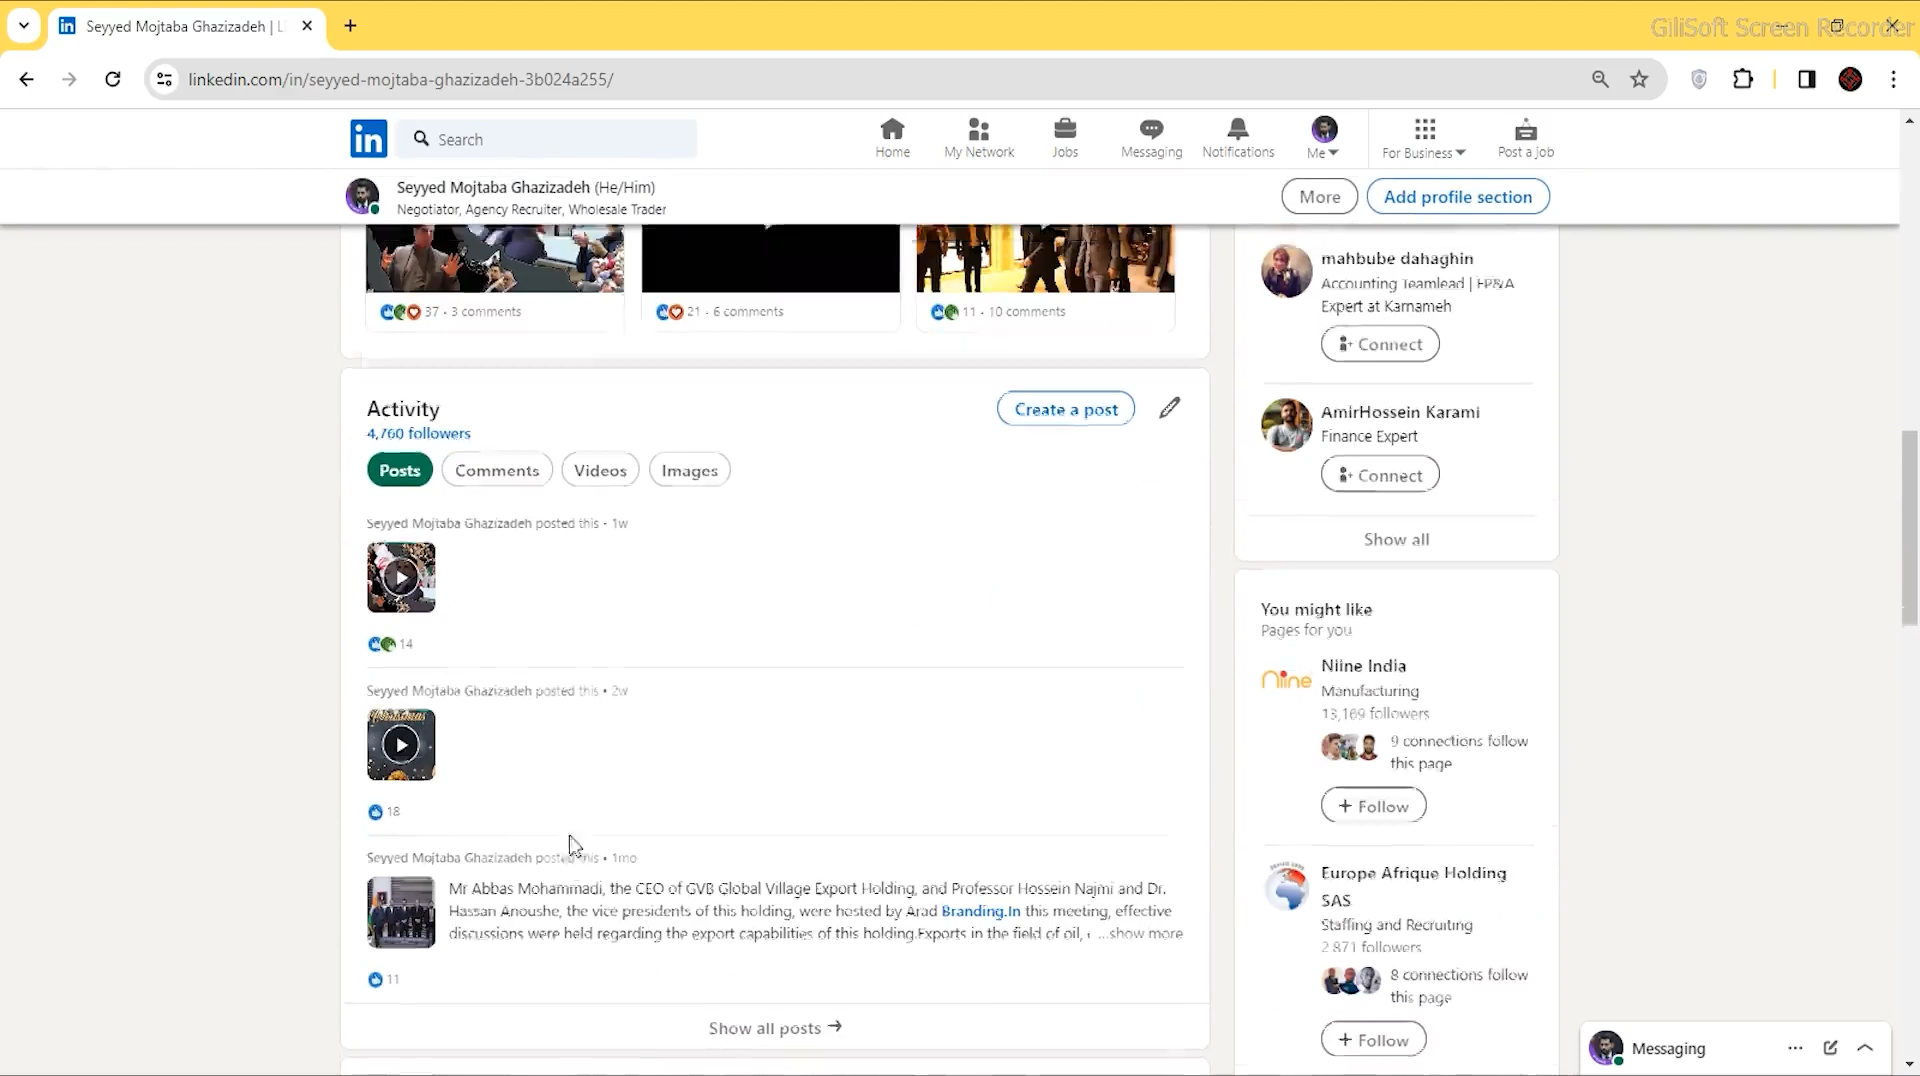 Seyyed Mojtaba Ghazizadeh | Li
GiliSoft Screen Recorder
linkedin.com/in/seyyed-mojtaba-ghazizadeh-3b024a255/
in
Search
Home
My Network
Jobs
Messaging
Notifications
Me
For Business
Post a job
Seyyed Mojtaba Ghazizadeh (He/Him)
Negotiator, Agency Recruiter, Wholesale Trader
More
Add profile section
37 · 3 comments
21 · 6 comments
11 · 10 comments
Activity
4,760 followers
Create a post
Posts
Comments
Videos
Images
Seyyed Mojtaba Ghazizadeh posted this • 1w
14
Seyyed Mojtaba Ghazizadeh posted this • 2w
Christmas
18
Seyyed Mojtaba Ghazizadeh posted this • 1mo
Mr Abbas Mohammadi, the CEO of GVB Global Village Export Holding, and Professor Hossein Najmi and Dr.
Hassan Anoushe, the vice presidents of this holding, were hosted by Arad Branding.In this meeting, effective
discussions were held regarding the export capabilities of this holding.Exports in the field of oil, ...show more
11
Show all posts →
mahbube dahaghin
Accounting Teamlead | FP&A
Expert at Karnameh
Connect
AmirHossein Karami
Finance Expert
Connect
Show all
You might like
Pages for you
Niine
Niine India
Manufacturing
13,169 followers
9 connections follow
this page
+ Follow
Europe Afrique Holding
SAS
Staffing and Recruiting
2,871 followers
8 connections follow
this page
+ Follow
Messaging